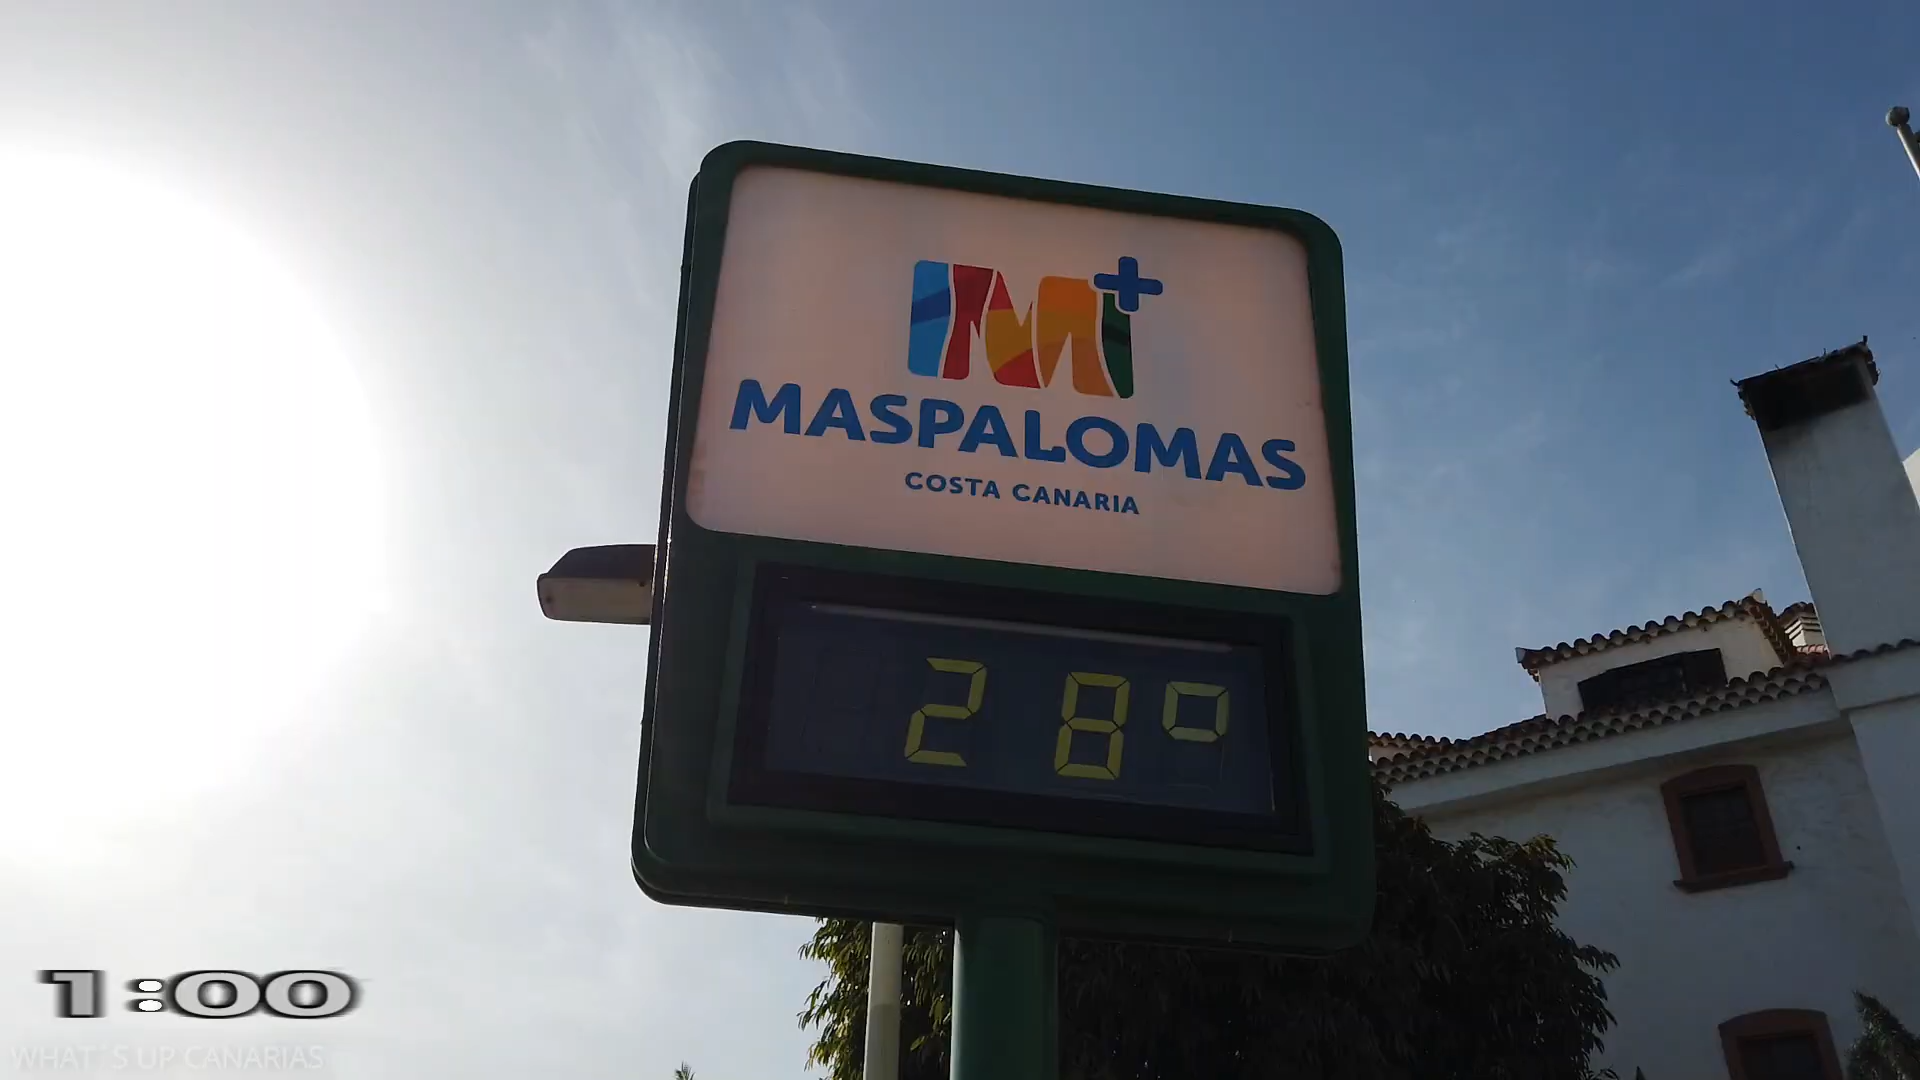 M+
MASPALOMAS
COSTA CANARIA
28°
1:00
WHAT´S UP CANARIAS